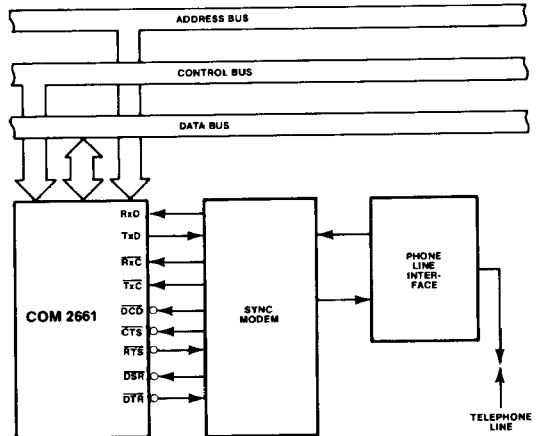 ADDRESS BUS
CONTROL BUS
DATA BUS
RxD
TxD
RxC
TxC
DCD
CTS
RTS
DSR
DTR
COM 2661
SYNC
MODEM
PHONE
LINE
INTER-
FACE
TELEPHONE
LINE